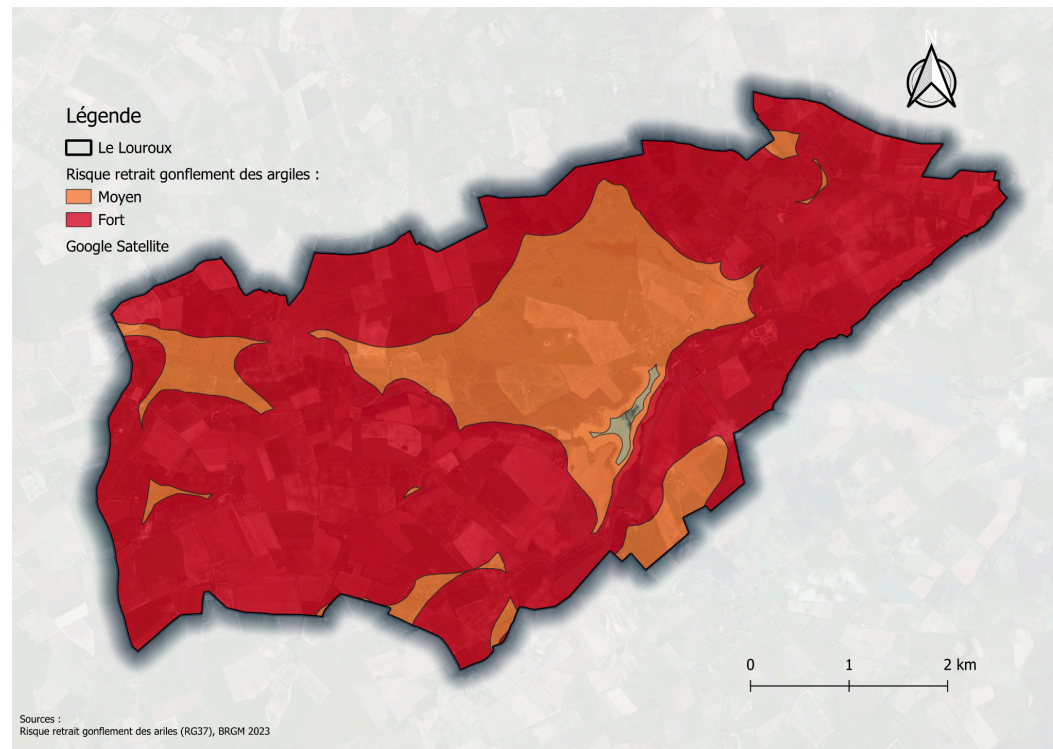 N
Légende
Le Louroux
Risque retrait gonflement des argiles :
Moyen
Fort
Google Satellite
0 1 2 km
Sources :
Risque retrait gonflement des ariles (RG37), BRGM 2023